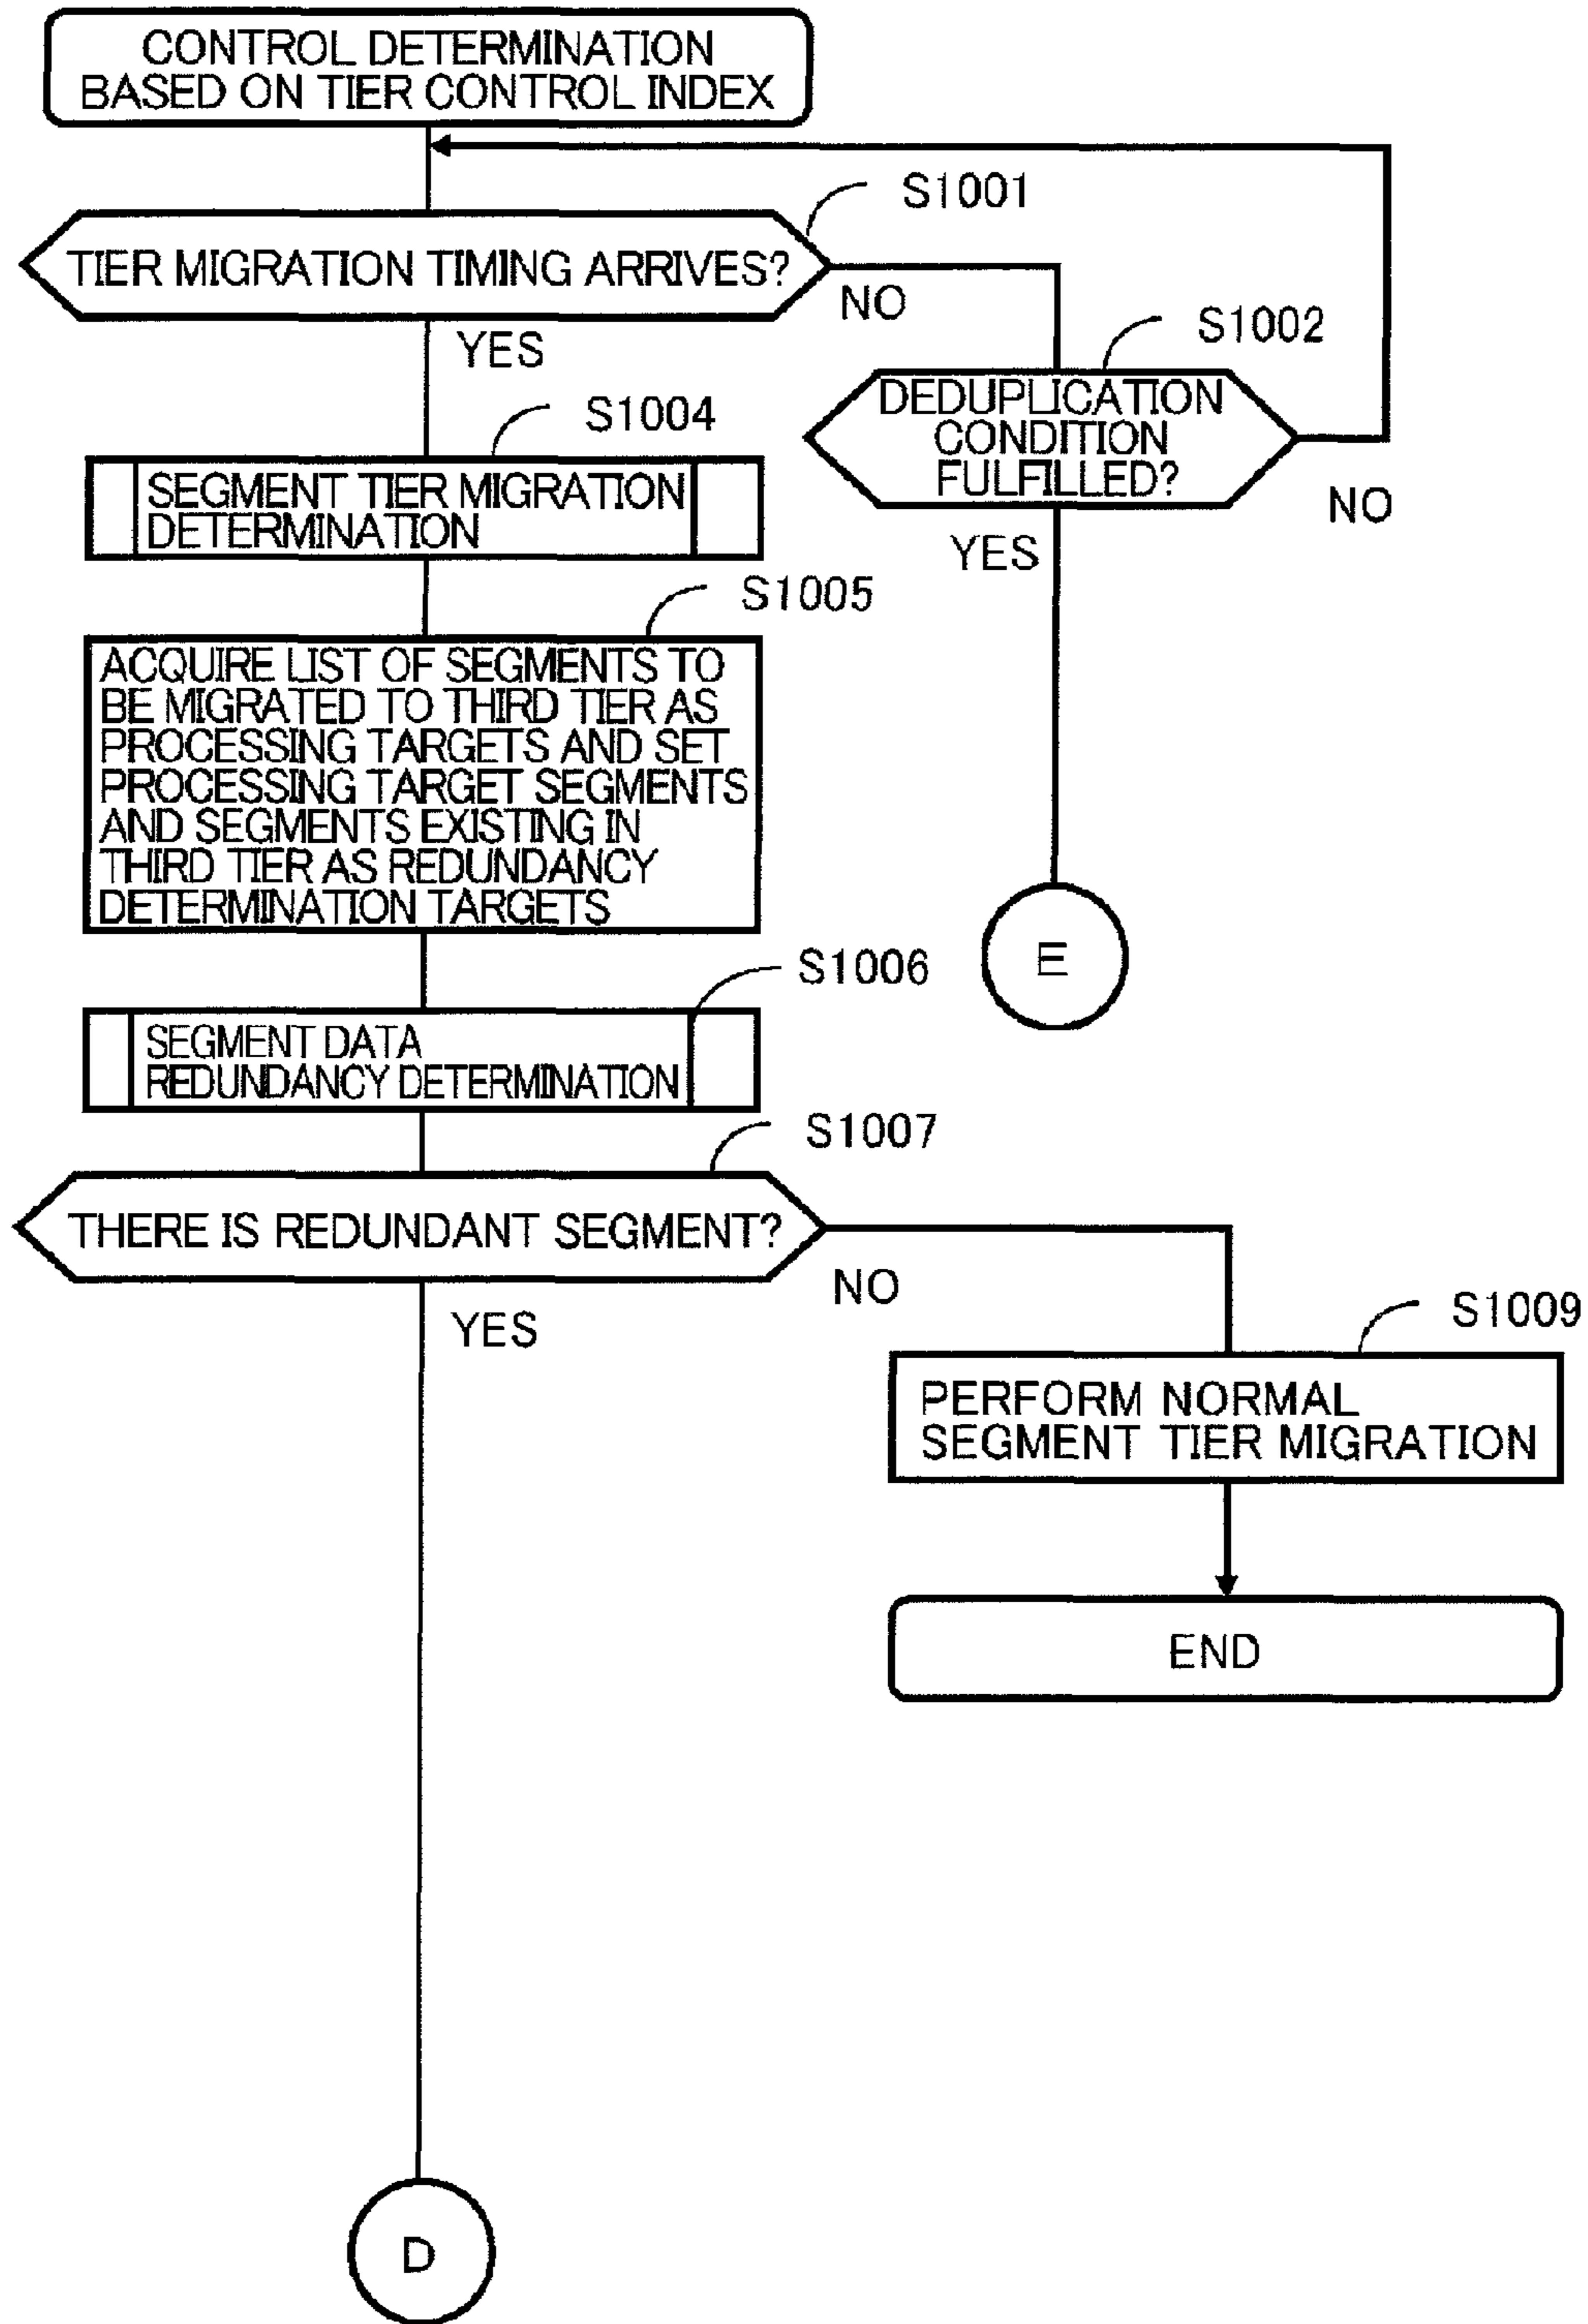 CONTROL DETERMINATION
BASED ON TIER CONTROL INDEX
S1001
TIER MIGRATION TIMING ARRIVES?
NO
YES
S1002
DEDUPLICATION
CONDITION
FULFILLED?
NO
YES
S1004
SEGMENT TIER MIGRATION
DETERMINATION
S1005
ACQUIRE LIST OF SEGMENTS TO
BE MIGRATED TO THIRD TIER AS
PROCESSING TARGETS AND SET
PROCESSING TARGET SEGMENTS
AND SEGMENTS EXISTING IN
THIRD TIER AS REDUNDANCY
DETERMINATION TARGETS
E
S1006
SEGMENT DATA
REDUNDANCY DETERMINATION
S1007
THERE IS REDUNDANT SEGMENT?
NO
YES
S1009
PERFORM NORMAL
SEGMENT TIER MIGRATION
END
D